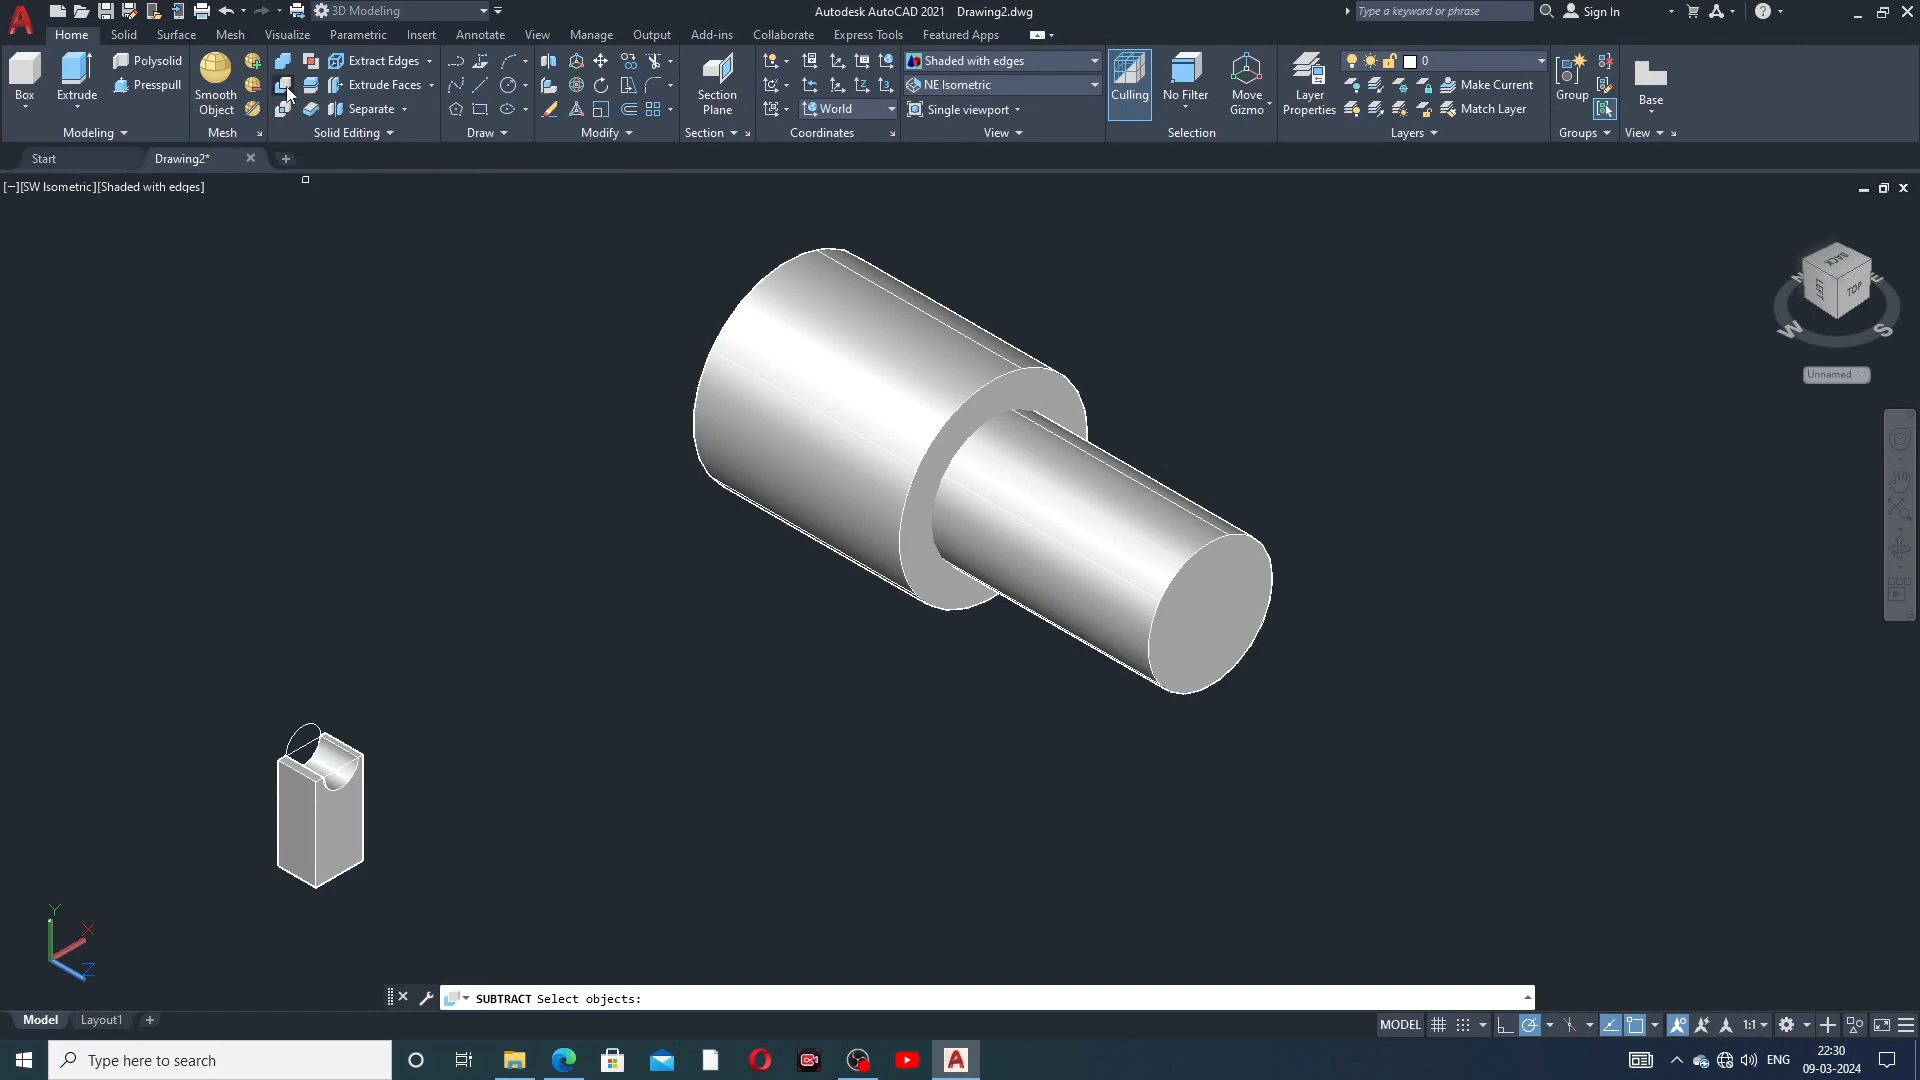 3D Modeling
Autodesk AutoCAD 2021 Drawing2.dwg
Type a keyword or phrase
Sign In
Home Solid Surface Mesh Visualize Parametric Insert Annotate View Manage Output Add-ins Collaborate Express Tools Featured Apps
Box
Extrude
Polysolid
Presspull
Modeling
Smooth
Object
Mesh
Extract Edges
Extrude Faces
Separate
Solid Editing
Draw
Modify
Section
Plane
Section
World
Coordinates
Shaded with edges
NE Isometric
Single viewport
View
Culling
No Filter
Move
Gizmo
Selection
Layer
Properties
0
Make Current
Match Layer
Layers
Group
Groups
Base
View
Start
Drawing2*
[−][SW Isometric][Shaded with edges]
BACK
LEFT
TOP
N
E
W
S
Unnamed
Y
X
Z
SUBTRACT Select objects:
Model
Layout1
MODEL
1:1
Type here to search
ENG
22:30
09-03-2024